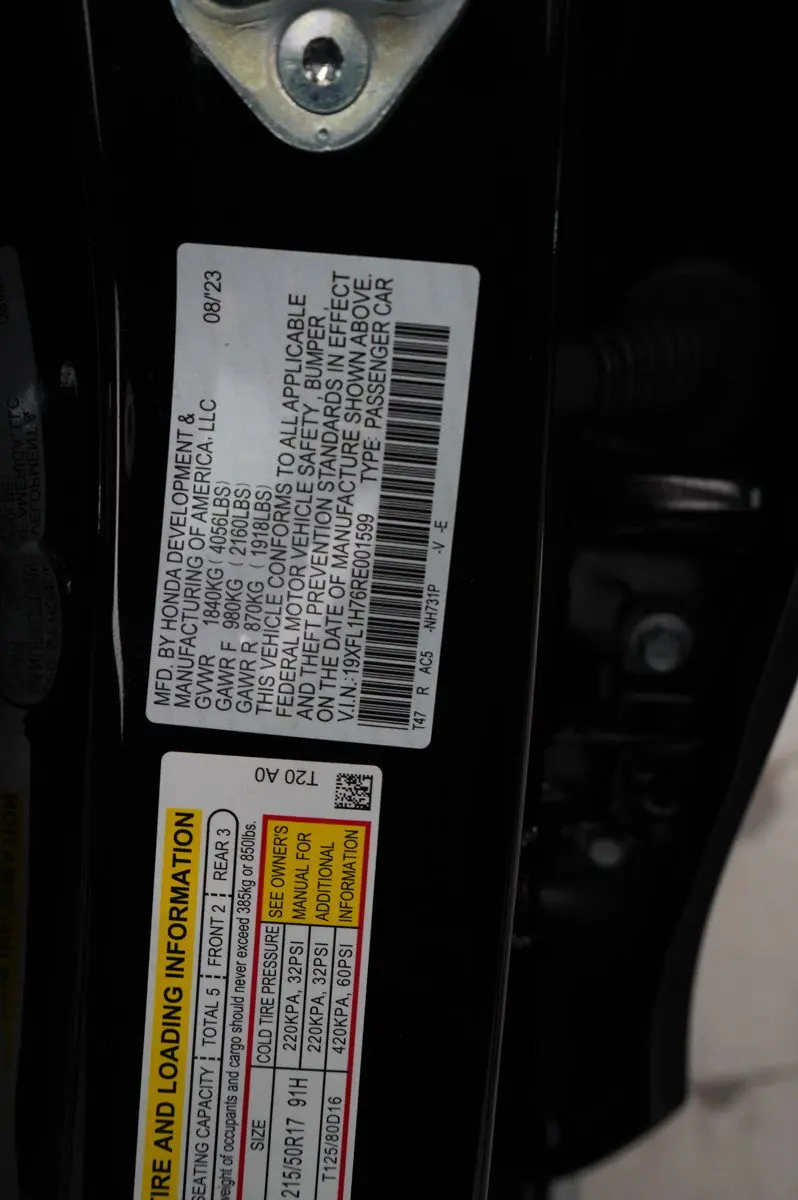 MFD. BY HONDA DEVELOPMENT &
MANUFACTURING OF AMERICA, LLC 08/'23
GVWR 1840KG ( 4056LBS)
GAWR F 980KG ( 2160LBS)
GAWR R 870KG ( 1918LBS)
THIS VEHICLE CONFORMS TO ALL APPLICABLE
FEDERAL MOTOR VEHICLE SAFETY, BUMPER,
AND THEFT PREVENTION STANDARDS IN EFFECT
ON THE DATE OF MANUFACTURE SHOWN ABOVE.
V.I.N.:19XFL1H76RE001599 TYPE: PASSENGER CAR
T47 R AC5 -NH731P -V -E
T20 A0
TIRE AND LOADING INFORMATION
SEATING CAPACITY TOTAL 5 FRONT 2 REAR 3
weight of occupants and cargo should never exceed 385kg or 850lbs.
SIZE COLD TIRE PRESSURE SEE OWNER'S
MANUAL FOR
ADDITIONAL
INFORMATION
215/50R17 91H 220KPA, 32PSI
220KPA, 32PSI
T125/80D16 420KPA, 60PSI